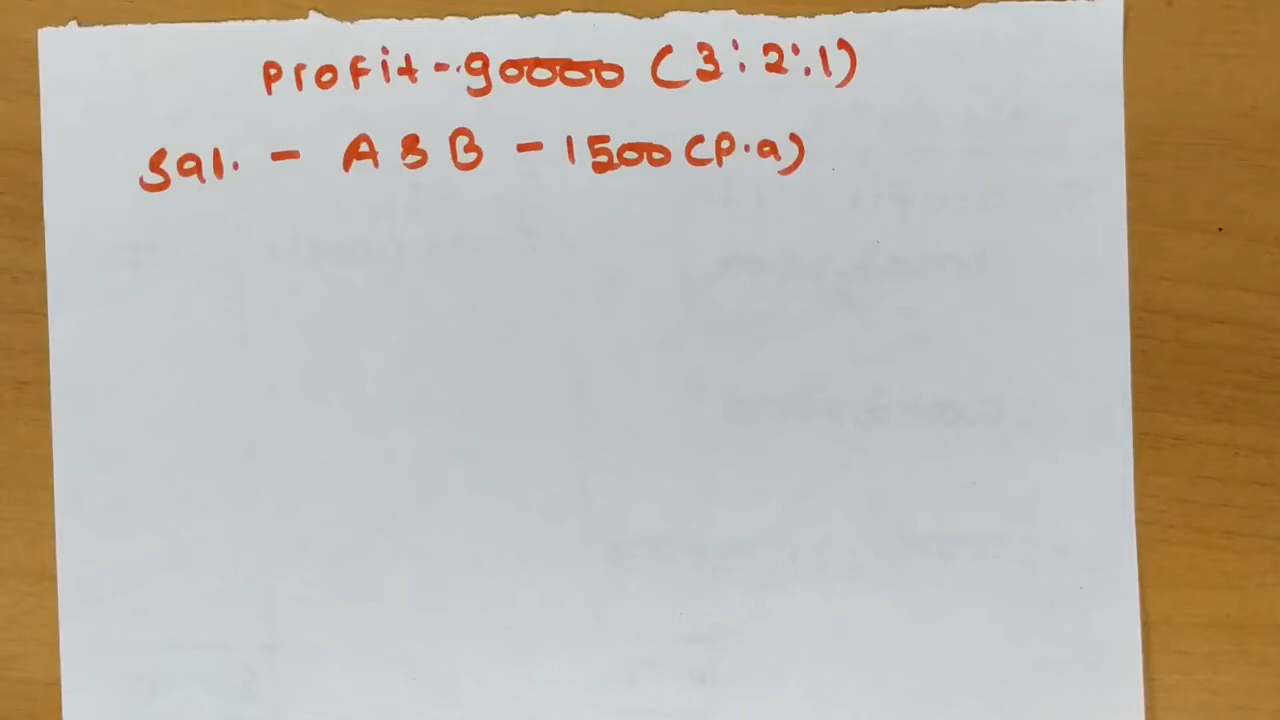 Profit - 90000 (3:2:1)
Sal. - A & B - 1500 (P.a)